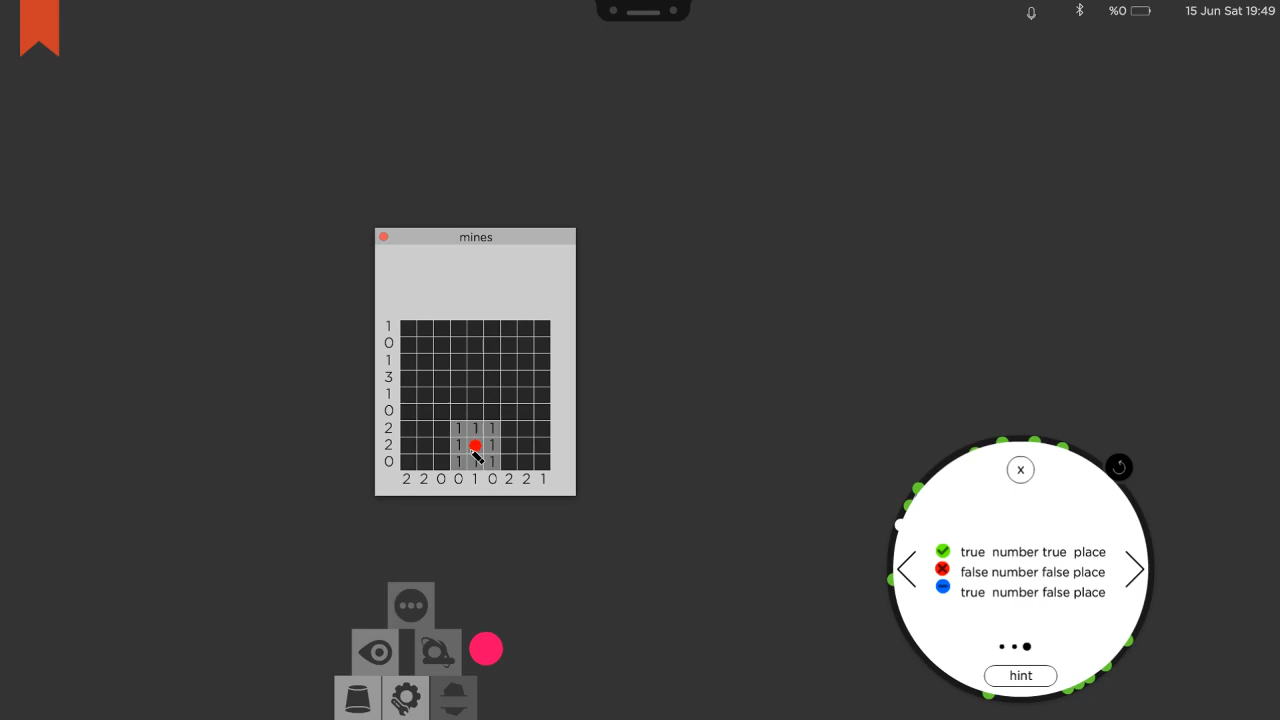 %0 15 Jun Sat 19:49
mines
1
0
1
3
1
0
2 1 1 1
2 1 1
0 1 1 1
2 2 0 0 1 0 2 2 1
x
true number true place
false number false place
true number false place
hint